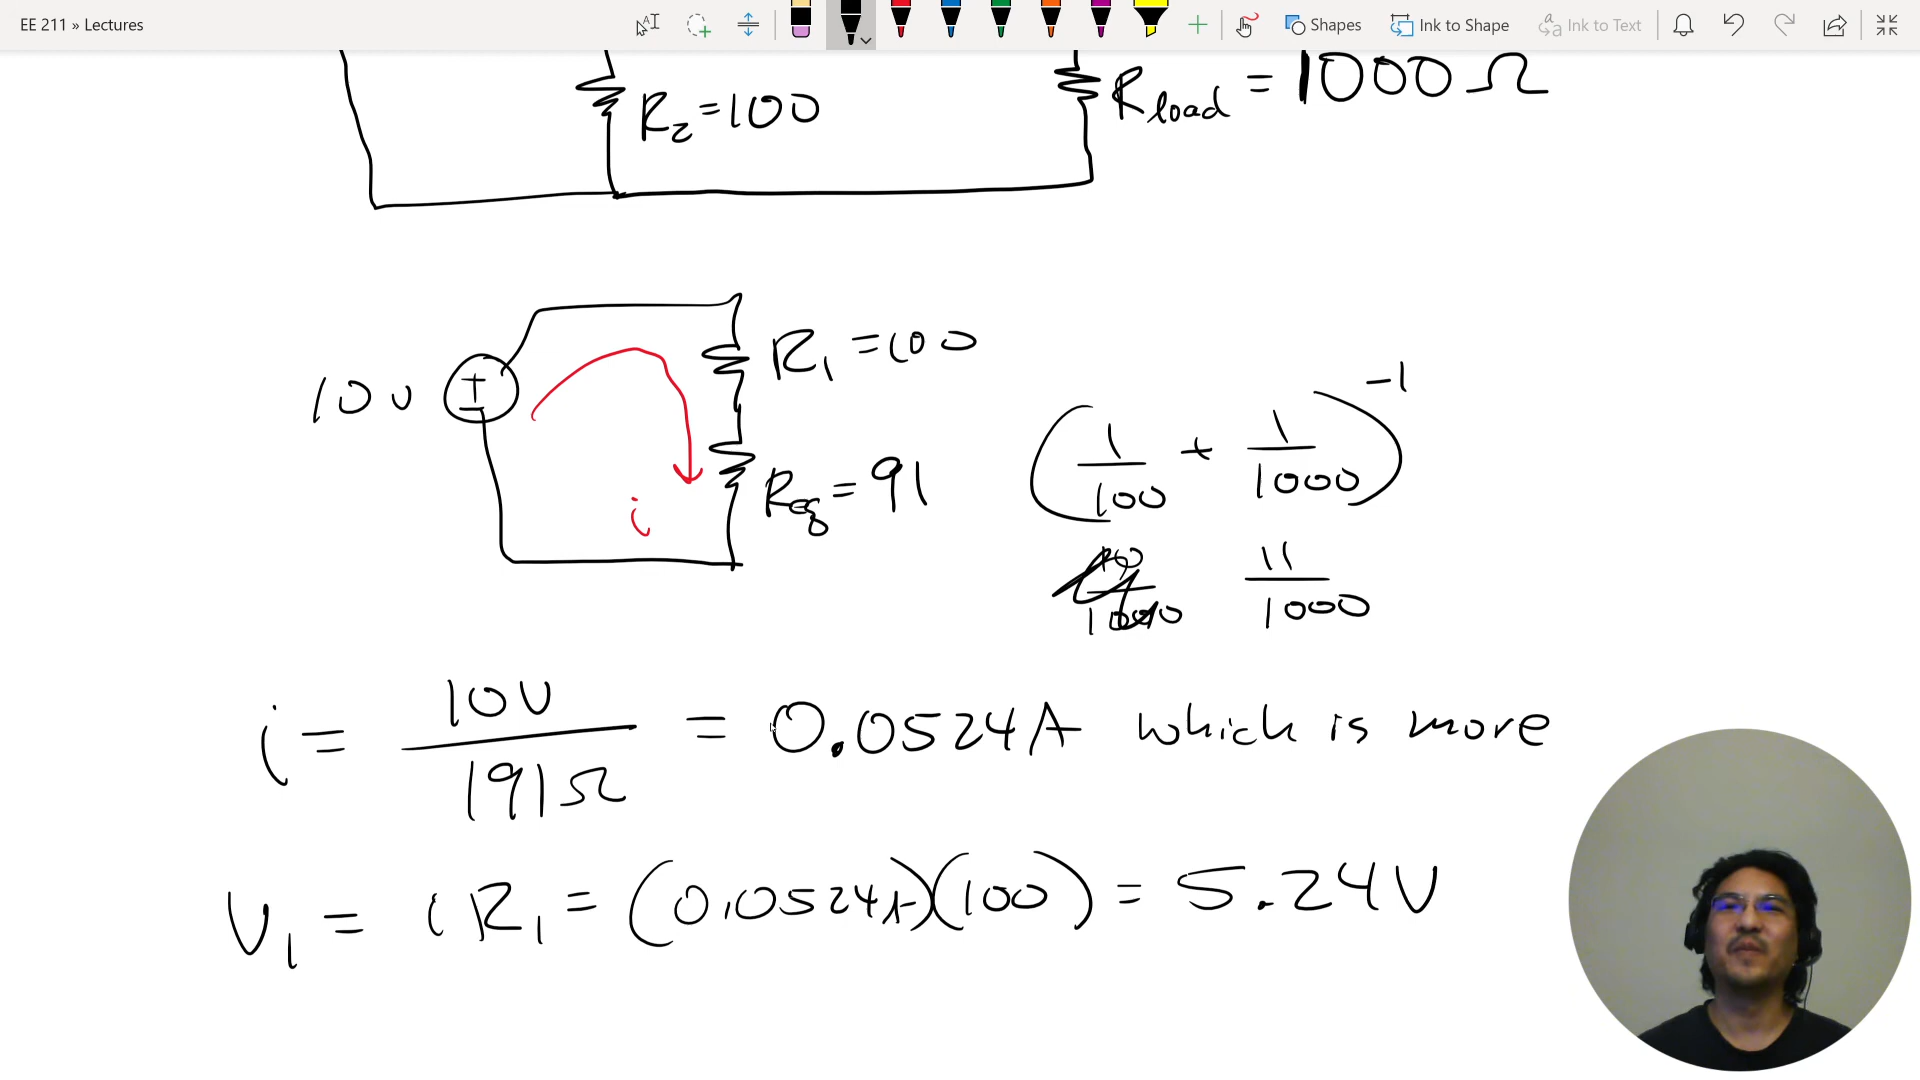 EE 211 » Lectures
Shapes
Ink to Shape
Ink to Text
R2 = 100
Rload = 1000 Ω
10V
+
R1 = 100
Req = 91
i
(1/100 + 1/1000)^-1
11/1000
i = 10V/191Ω = 0.0524A which is more
V1 = iR1 = (0.0524A)(100) = 5.24V